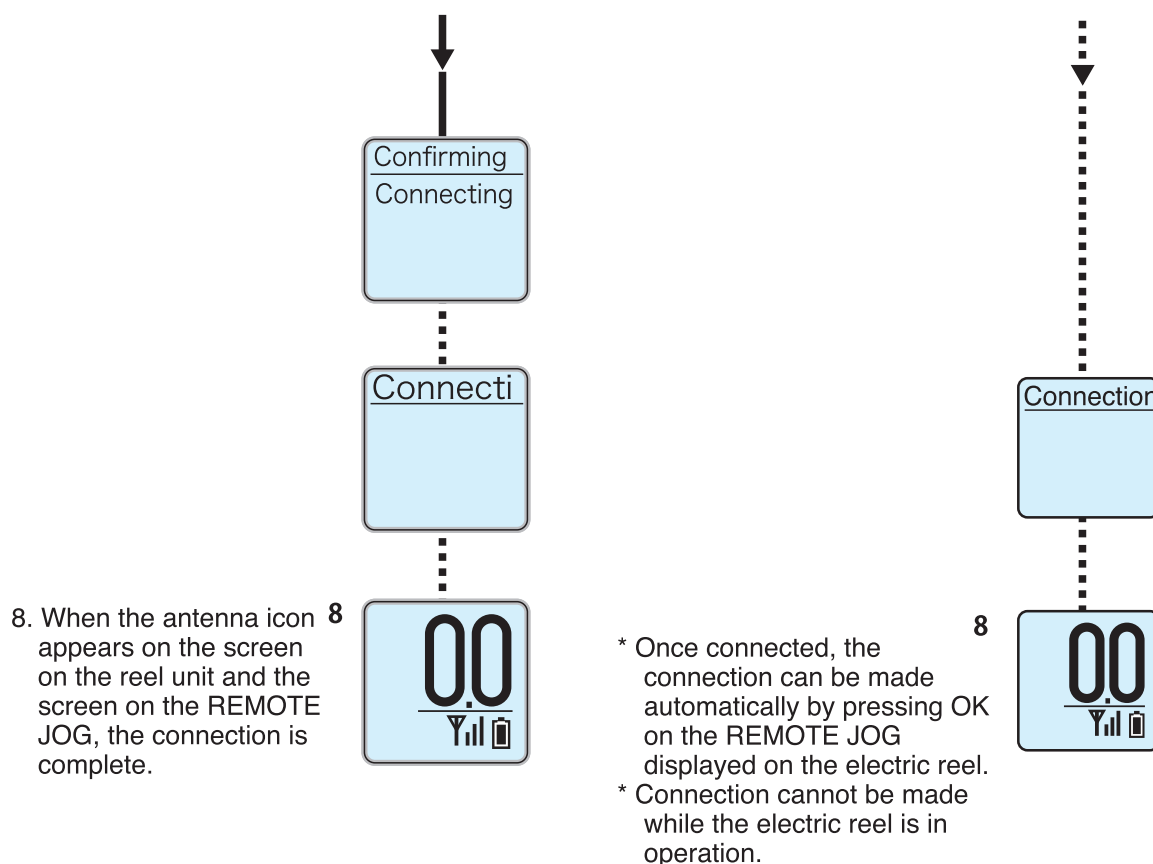 Confirming
Connecting
Connecti
8. When the antenna icon
appears on the screen
on the reel unit and the
screen on the REMOTE
JOG, the connection is
complete.
8
0.0
Connection
* Once connected, the
connection can be made
automatically by pressing OK
on the REMOTE JOG
displayed on the electric reel.
* Connection cannot be made
while the electric reel is in
operation.
8
0.0